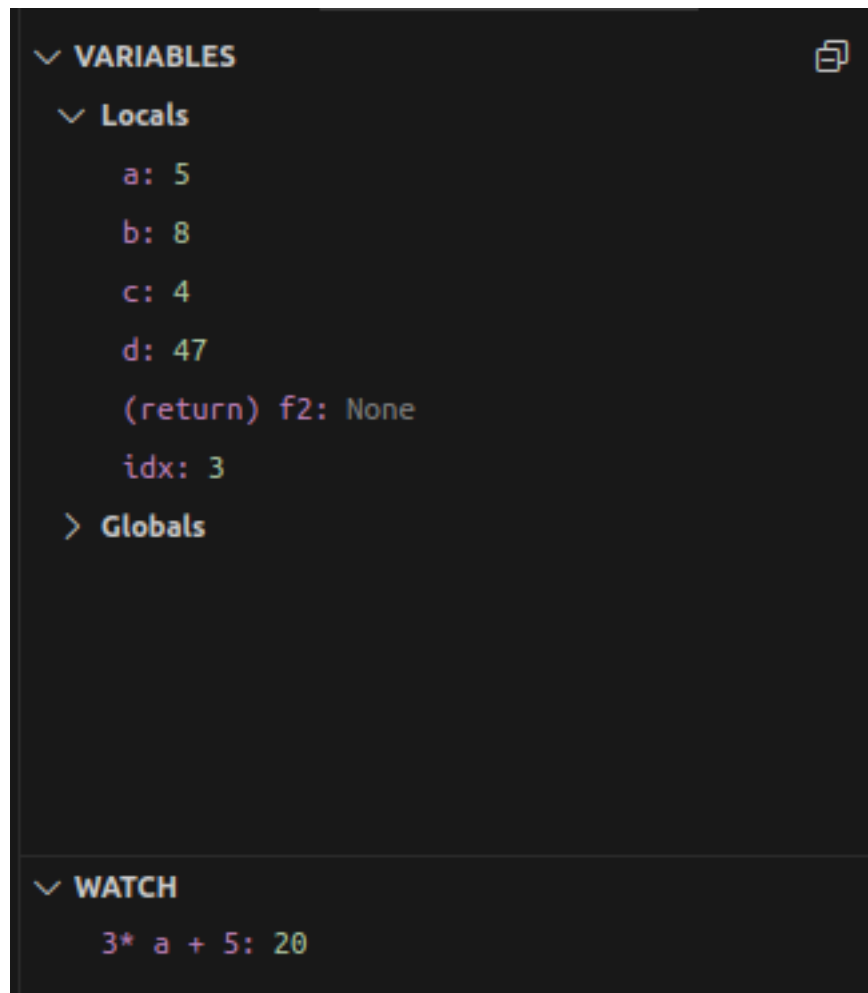 VARIABLES
Locals
a: 5
b: 8
c: 4
d: 47
(return) f2: None
idx: 3
Globals
WATCH
3* a + 5: 20